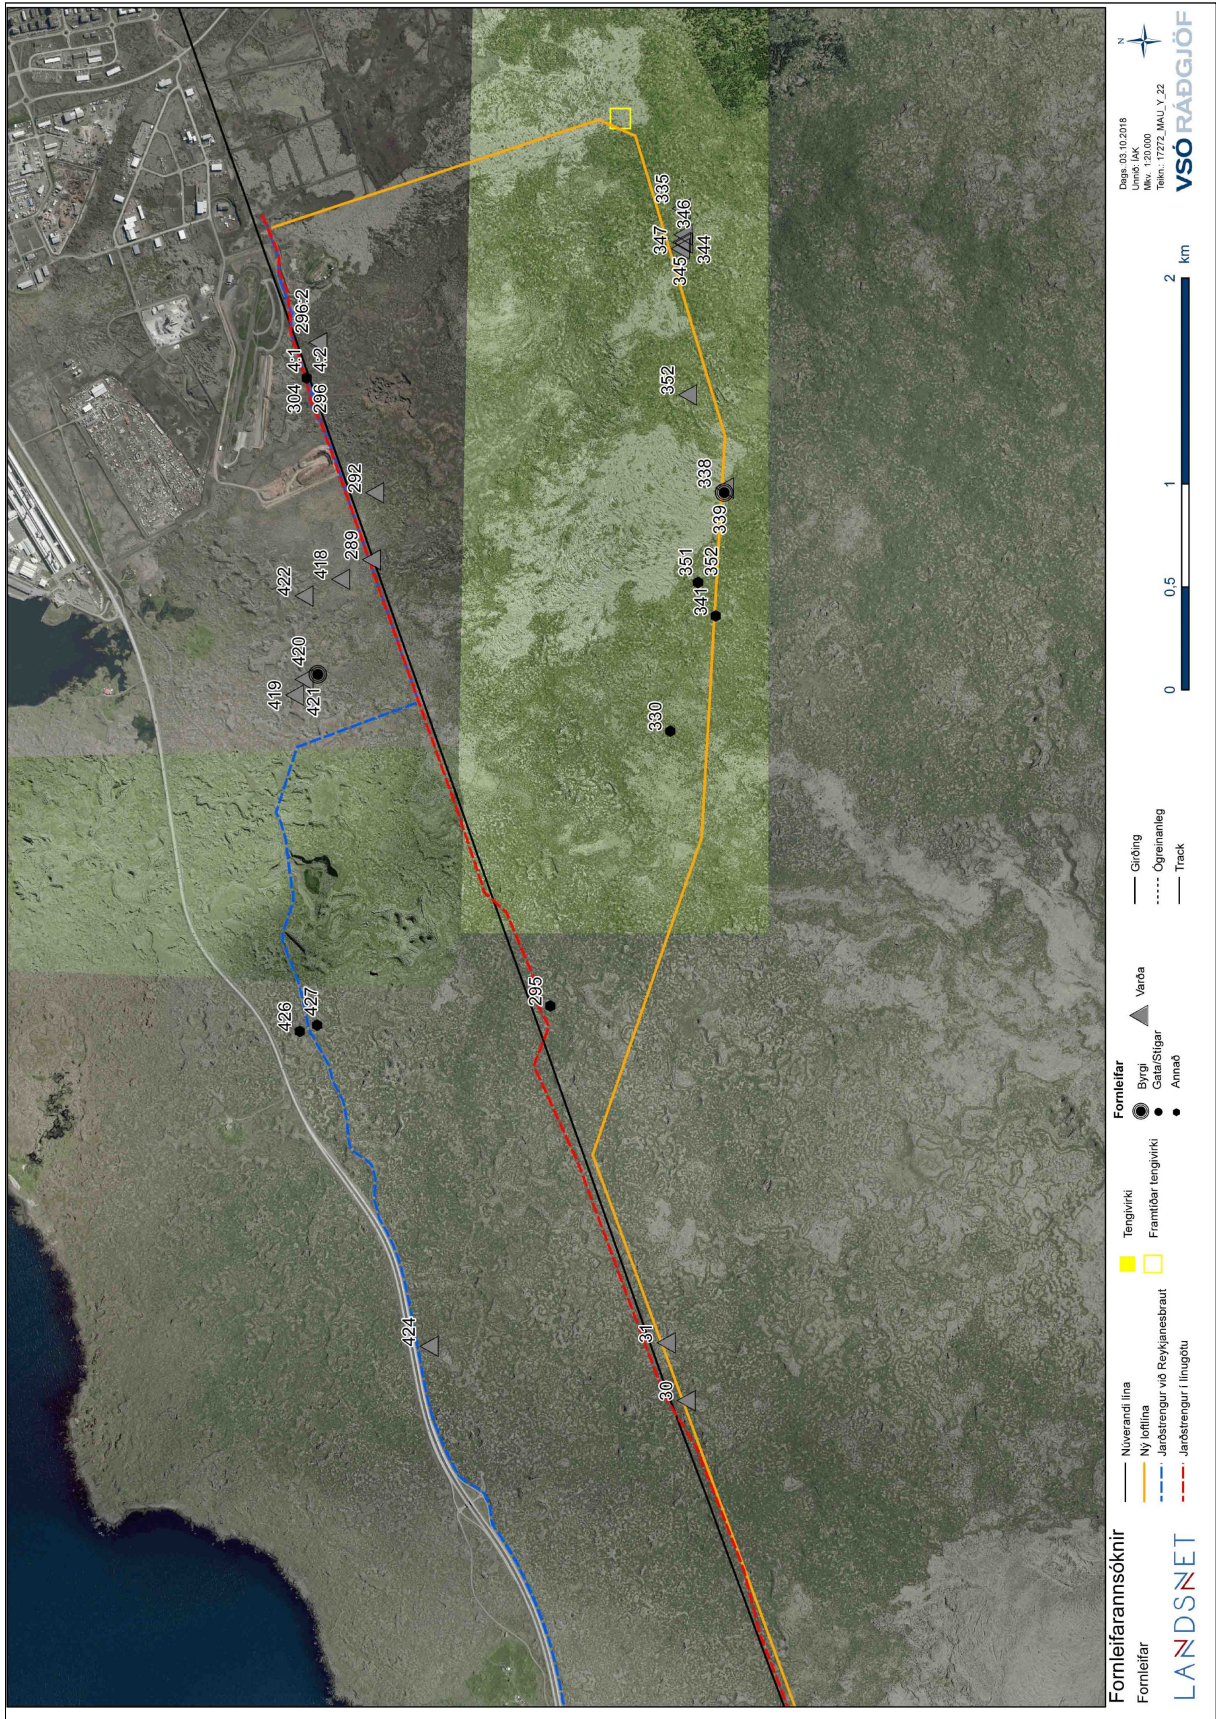 296:2
4:1
4:2
304
296
292
289
418
422
420
419
421
335
346
347
344
345
352
338
339
351
352
341
330
426
427
295
424
31
30
Fornleifarannsóknir
Fornleifar
LANDSNET
Núverandi lína
Ný loftlína
Jarðstrengur við Reykjanesbraut
Jarðstrengur í línugötu
Tengivirki
Framtíðar tengivirki
Fornleifar
Byrgi
Gata/Stígar
Annað
Varða
Girðing
Ógreinanleg
Track
0
0,5
1
2
km
N
Dags.:03.10.2018
Unnið: ÍAK
Mkv. 1:20.000
Teikn.: 17272_MAU_Y_22
VSÓ RÁÐGJÖF